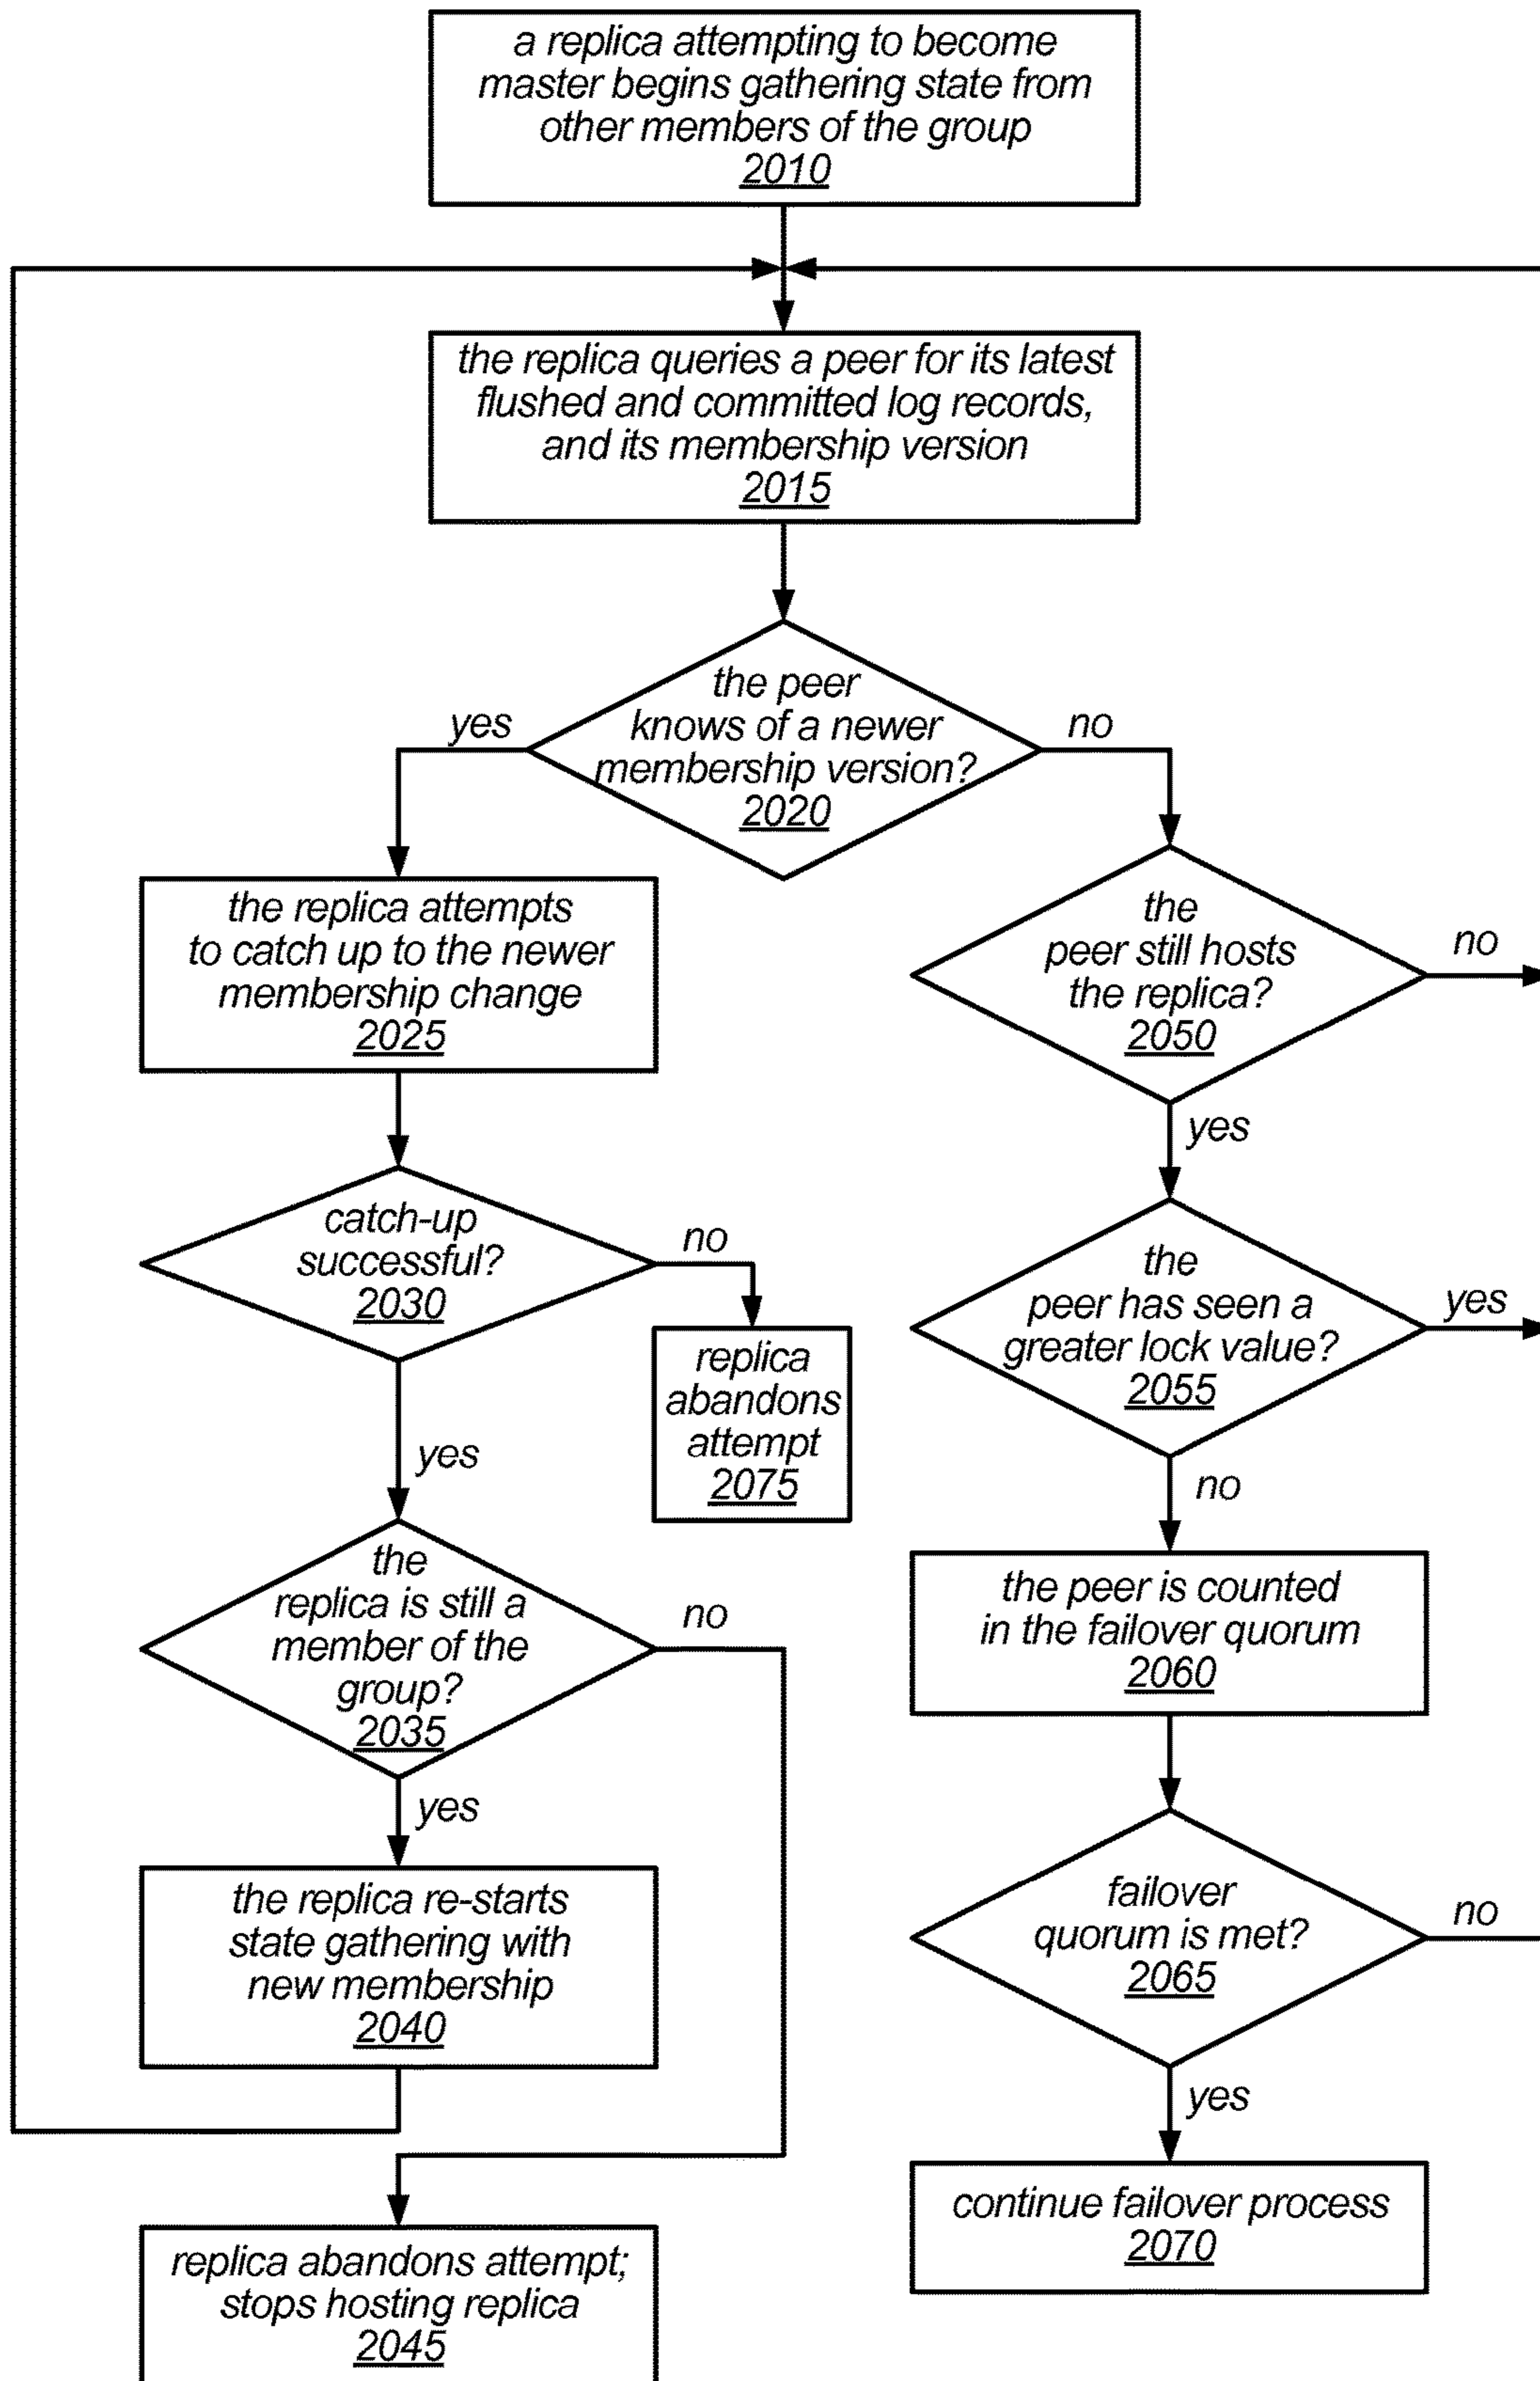 a replica attempting to become
master begins gathering state from
other members of the group
2010
the replica queries a peer for its latest
flushed and committed log records,
and its membership version
2015
the peer
knows of a newer
membership version?
2020
yes
no
the replica attempts
to catch up to the newer
membership change
2025
the
peer still hosts
the replica?
2050
no
yes
catch-up
successful?
2030
no
yes
replica
abandons
attempt
2075
the
peer has seen a
greater lock value?
2055
yes
no
the
replica is still a
member of the
group?
2035
no
yes
the peer is counted
in the failover quorum
2060
the replica re-starts
state gathering with
new membership
2040
failover
quorum is met?
2065
no
yes
replica abandons attempt;
stops hosting replica
2045
continue failover process
2070